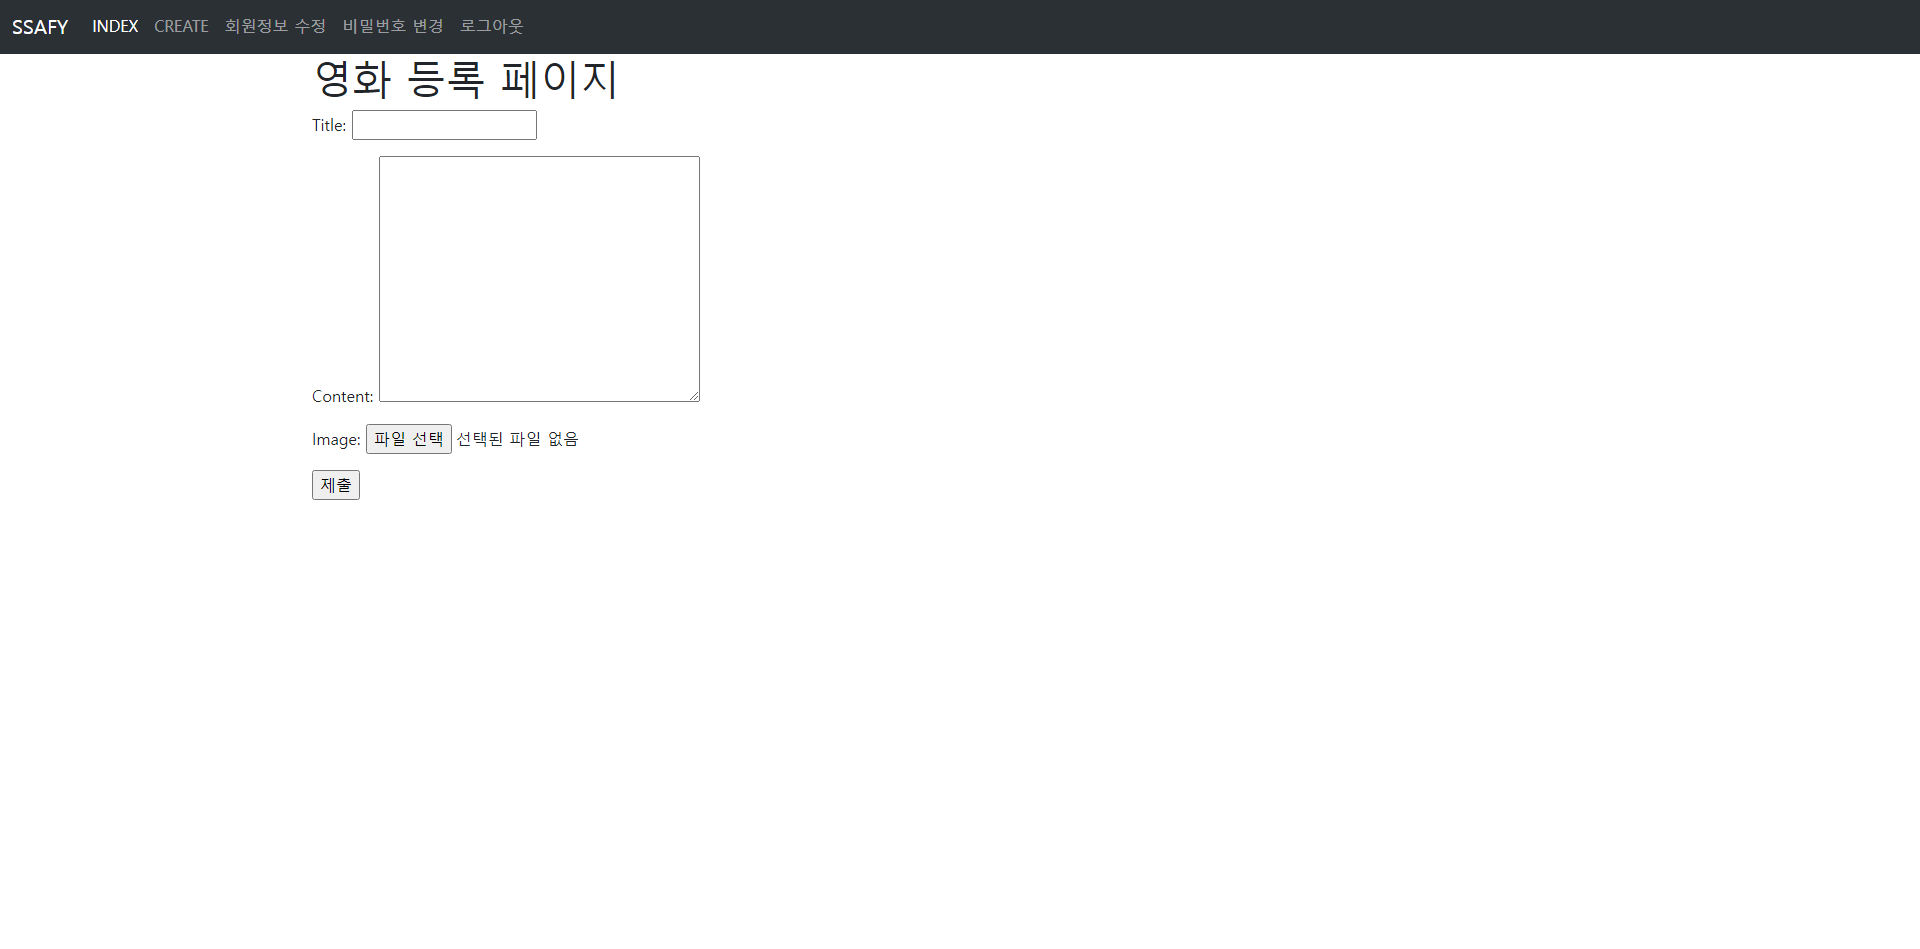 SSAFY INDEX CREATE 회원정보 수정 비밀번호 변경 로그아웃
영화 등록 페이지
Title:
Content:
Image: 파일 선택 선택된 파일 없음
제출